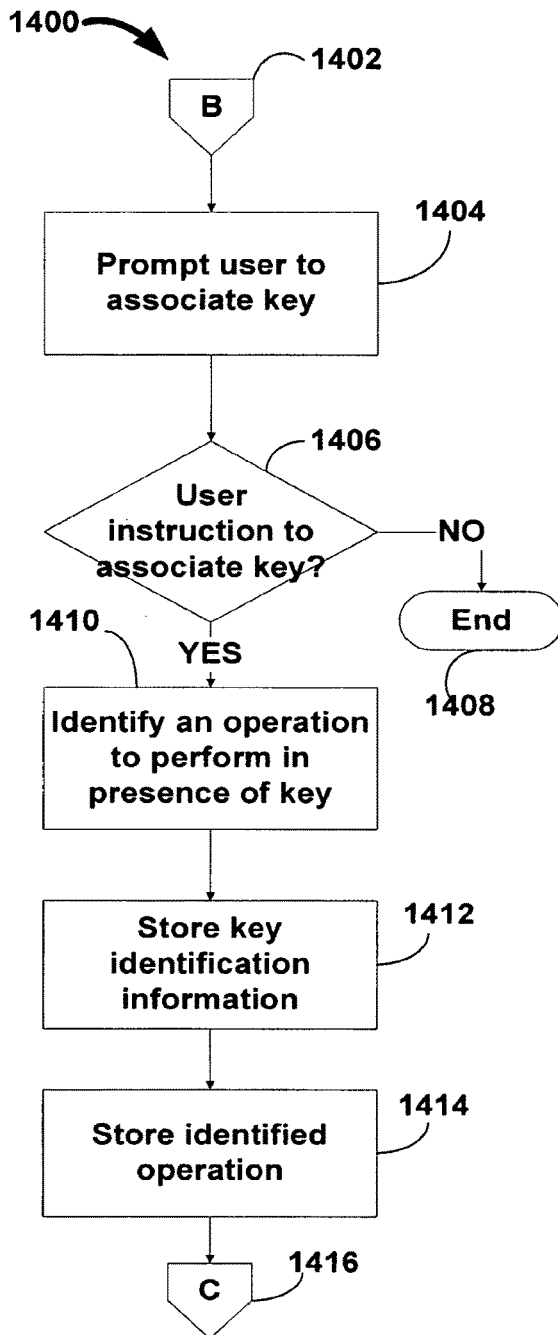 1400
1402
B
1404
Prompt user to
associate key
1406
User
instruction to
associate key?
NO
End
1408
1410
YES
Identify an operation
to perform in
presence of key
1412
Store key
identification
information
1414
Store identified
operation
C
1416